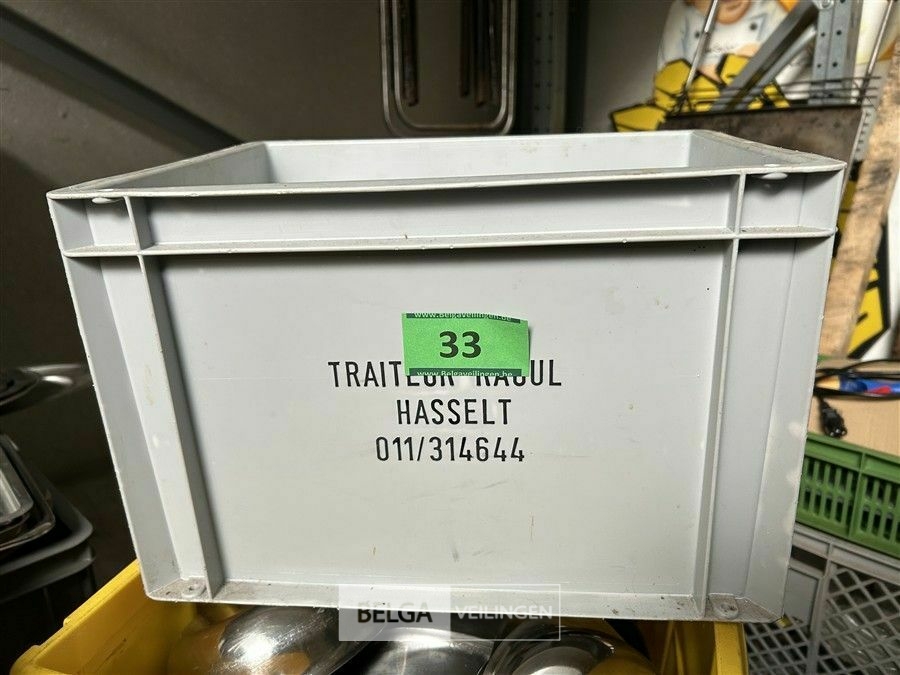 www.Belgaveilingen.be
33
www.Belgaveilingen.be
TRAITEUR RAOUL
HASSELT
011/314644
BELGA VEILINGEN